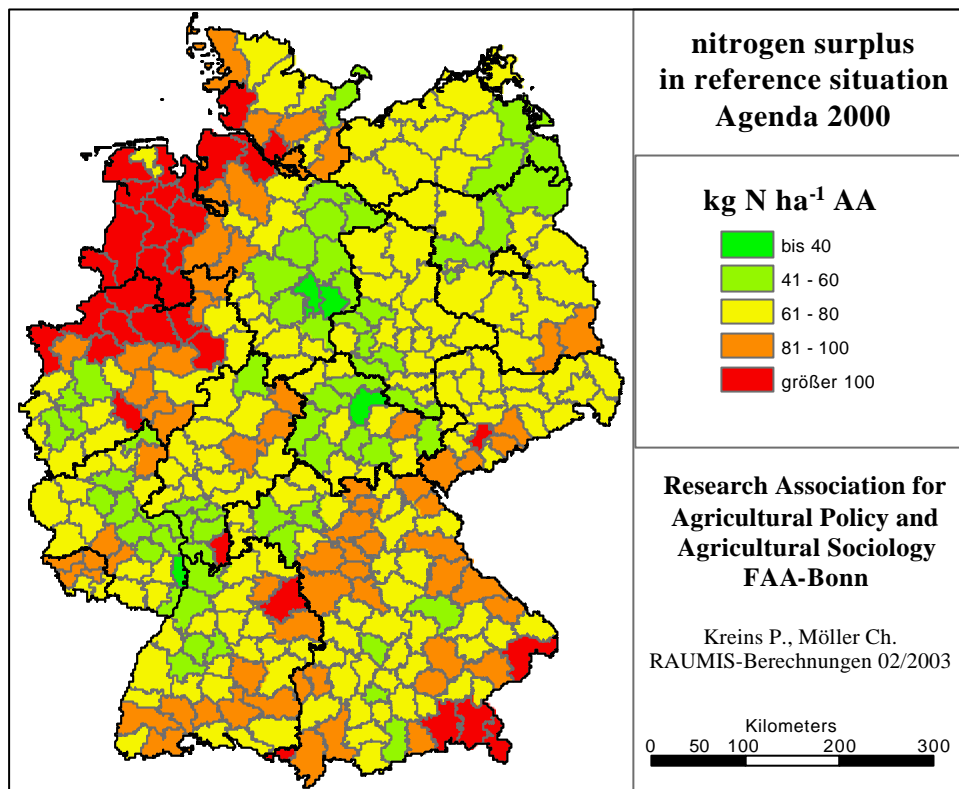 nitrogen surplus
in reference situation
Agenda 2000
kg N ha⁻¹ AA
bis 40
41 - 60
61 - 80
81 - 100
größer 100
Research Association for
Agricultural Policy and
Agricultural Sociology
FAA-Bonn
Kreins P., Möller Ch.
RAUMIS-Berechnungen 02/2003
Kilometers
0 50 100 200 300